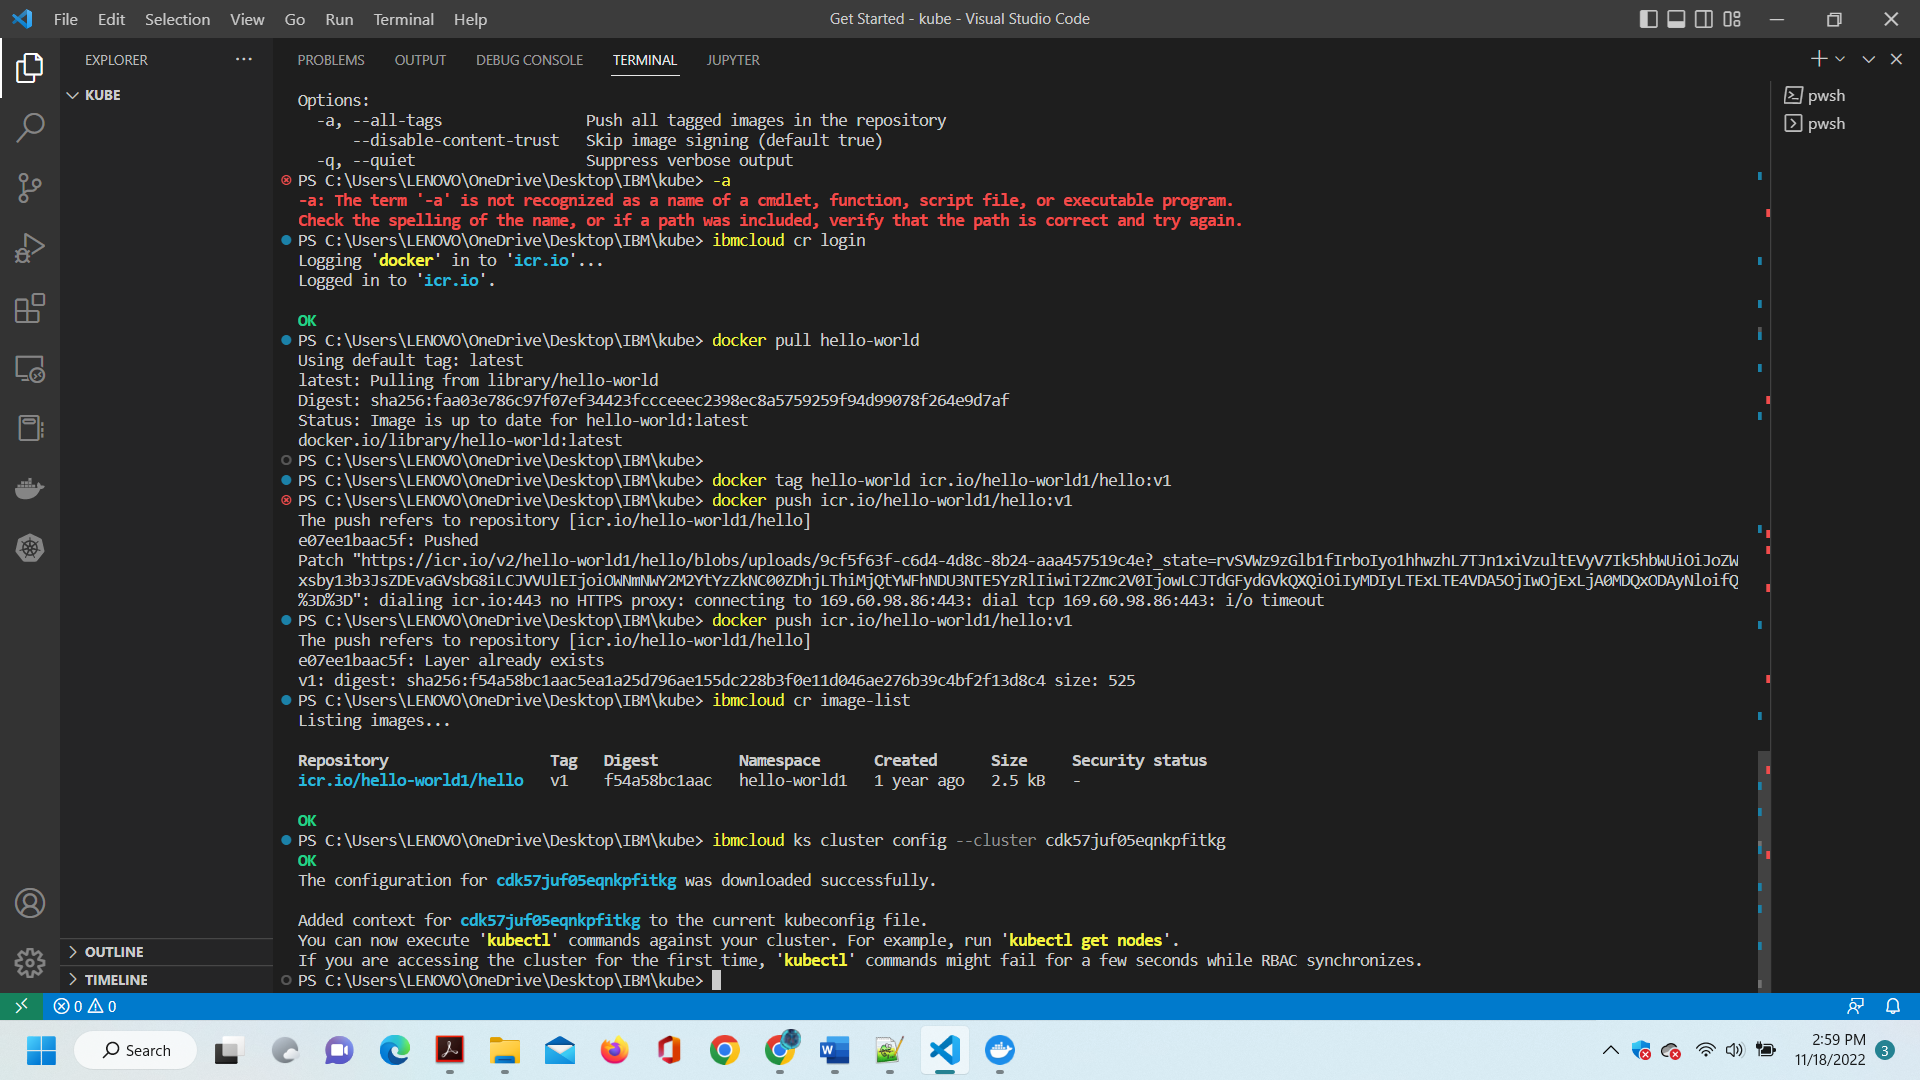 File Edit Selection View Go Run Terminal Help
Get Started - kube - Visual Studio Code
EXPLORER
KUBE
OUTLINE
TIMELINE
PROBLEMS OUTPUT DEBUG CONSOLE TERMINAL JUPYTER
pwsh
pwsh
Options:
-a, --all-tags Push all tagged images in the repository
--disable-content-trust Skip image signing (default true)
-q, --quiet Suppress verbose output
PS C:\Users\LENOVO\OneDrive\Desktop\IBM\kube> -a
-a: The term '-a' is not recognized as a name of a cmdlet, function, script file, or executable program.
Check the spelling of the name, or if a path was included, verify that the path is correct and try again.
PS C:\Users\LENOVO\OneDrive\Desktop\IBM\kube> ibmcloud cr login
Logging 'docker' in to 'icr.io'...
Logged in to 'icr.io'.
OK
PS C:\Users\LENOVO\OneDrive\Desktop\IBM\kube> docker pull hello-world
Using default tag: latest
latest: Pulling from library/hello-world
Digest: sha256:faa03e786c97f07ef34423fccceeec2398ec8a5759259f94d99078f264e9d7af
Status: Image is up to date for hello-world:latest
docker.io/library/hello-world:latest
PS C:\Users\LENOVO\OneDrive\Desktop\IBM\kube>
PS C:\Users\LENOVO\OneDrive\Desktop\IBM\kube> docker tag hello-world icr.io/hello-world1/hello:v1
PS C:\Users\LENOVO\OneDrive\Desktop\IBM\kube> docker push icr.io/hello-world1/hello:v1
The push refers to repository [icr.io/hello-world1/hello]
e07ee1baac5f: Pushed
Patch "https://icr.io/v2/hello-world1/hello/blobs/uploads/9cf5f63f-c6d4-4d8c-8b24-aaa457519c4e?_state=rvSVWz9zGlb1fIrboIyo1hhwzhL7TJn1xiVzultEVyV7Ik5hbWUiOiJoZW
xsby13b3JsZDEvaGVsbG8iLCJVVUlEIjoiOWNmNWY2M2YtYzZkNC00ZDhjLThiMjQtYWFhNDU3NTE5YzRlIiwiT2Zmc2V0IjowLCJTdGFydGVkQXQiOiIyMDIyLTExLTE4VDA5OjIwOjExLjA0MDQxODAyNloifQ
%3D%3D": dialing icr.io:443 no HTTPS proxy: connecting to 169.60.98.86:443: dial tcp 169.60.98.86:443: i/o timeout
PS C:\Users\LENOVO\OneDrive\Desktop\IBM\kube> docker push icr.io/hello-world1/hello:v1
The push refers to repository [icr.io/hello-world1/hello]
e07ee1baac5f: Layer already exists
v1: digest: sha256:f54a58bc1aac5ea1a25d796ae155dc228b3f0e11d046ae276b39c4bf2f13d8c4 size: 525
PS C:\Users\LENOVO\OneDrive\Desktop\IBM\kube> ibmcloud cr image-list
Listing images...
Repository Tag Digest Namespace Created Size Security status
icr.io/hello-world1/hello v1 f54a58bc1aac hello-world1 1 year ago 2.5 kB -
OK
PS C:\Users\LENOVO\OneDrive\Desktop\IBM\kube> ibmcloud ks cluster config --cluster cdk57juf05eqnkpfitkg
OK
The configuration for cdk57juf05eqnkpfitkg was downloaded successfully.
Added context for cdk57juf05eqnkpfitkg to the current kubeconfig file.
You can now execute 'kubectl' commands against your cluster. For example, run 'kubectl get nodes'.
If you are accessing the cluster for the first time, 'kubectl' commands might fail for a few seconds while RBAC synchronizes.
PS C:\Users\LENOVO\OneDrive\Desktop\IBM\kube>
0 0
Search
2:59 PM
11/18/2022
3